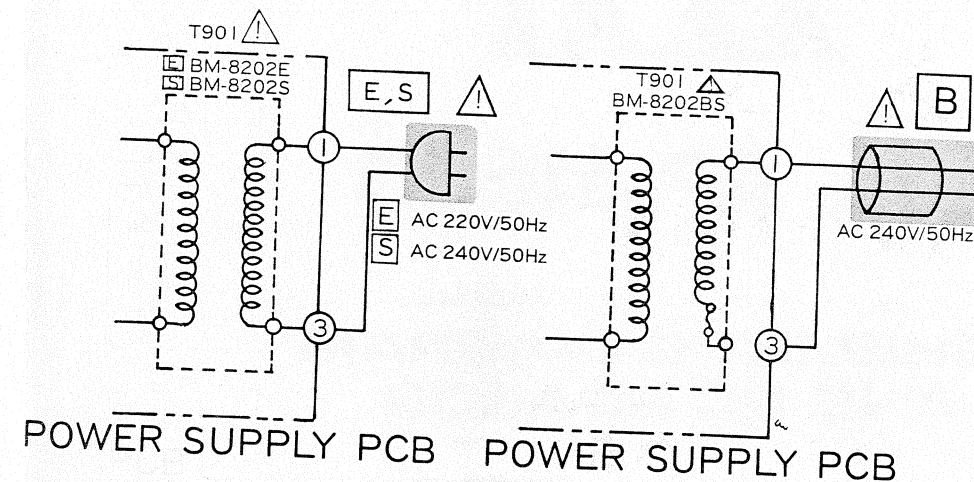 T901 !
E BM-8202E
S BM-8202S
E,S
!
1
E AC 220V/50Hz
S AC 240V/50Hz
3
POWER SUPPLY PCB
T901 !
BM-8202BS
!
B
1
AC 240V/50Hz
3
POWER SUPPLY PCB